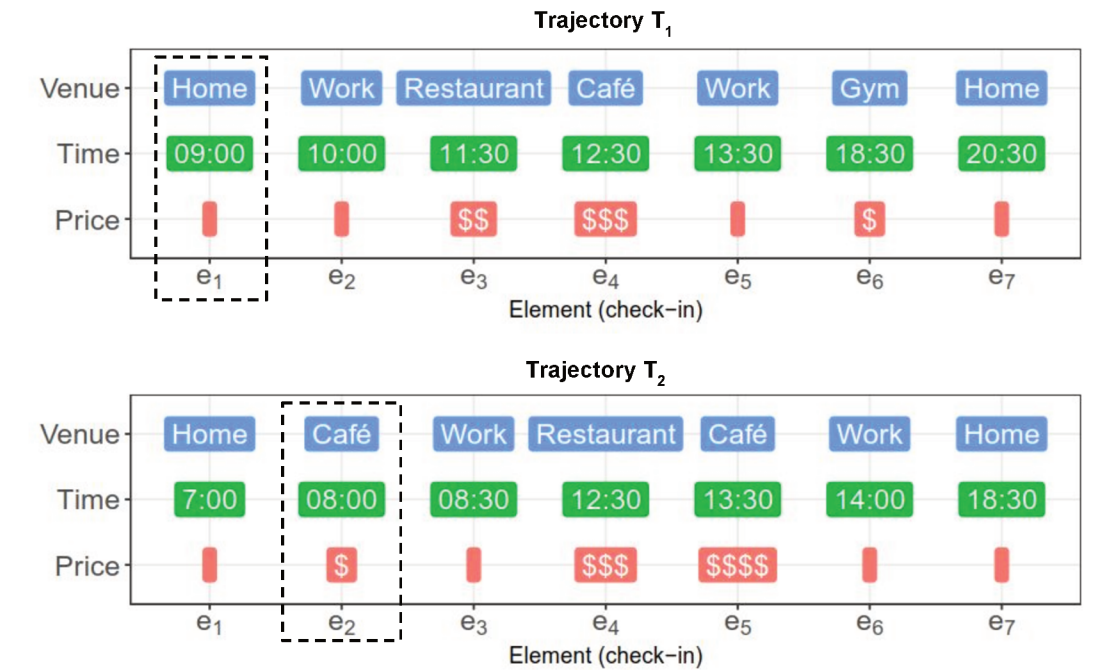 Trajectory T1
Venue Home Work Restaurant Café Work Gym Home
Time 09:00 10:00 11:30 12:30 13:30 18:30 20:30
Price $$ $$$ $
e1 e2 e3 e4 e5 e6 e7
Element (check−in)
Trajectory T2
Venue Home Café Work Restaurant Café Work Home
Time 7:00 08:00 08:30 12:30 13:30 14:00 18:30
Price $ $$$ $$$$
e1 e2 e3 e4 e5 e6 e7
Element (check−in)